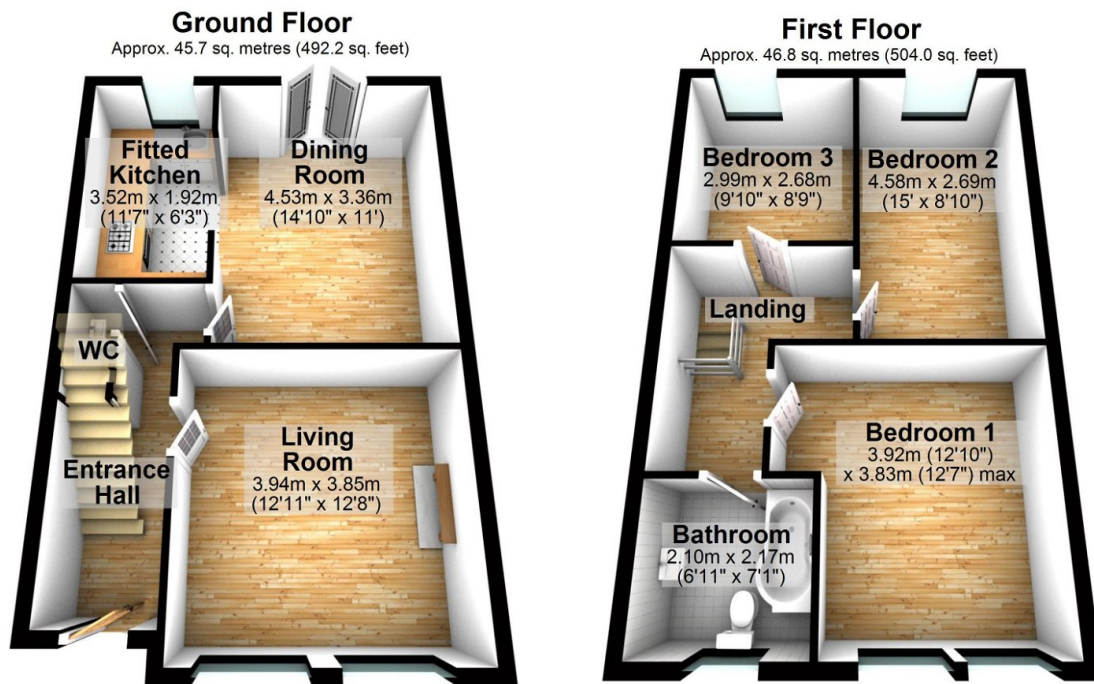 Ground Floor
Approx. 45.7 sq. metres (492.2 sq. feet)
Fitted
Kitchen
3.52m x 1.92m
(11'7" x 6'3")
Dining
Room
4.53m x 3.36m
(14'10" x 11')
WC
Entrance
Hall
Living
Room
3.94m x 3.85m
(12'11" x 12'8")
First Floor
Approx. 46.8 sq. metres (504.0 sq. feet)
Bedroom 3
2.99m x 2.68m
(9'10" x 8'9")
Bedroom 2
4.58m x 2.69m
(15' x 8'10")
Landing
Bedroom 1
3.92m (12'10")
x 3.83m (12'7") max
Bathroom
2.10m x 2.17m
(6'11" x 7'1")